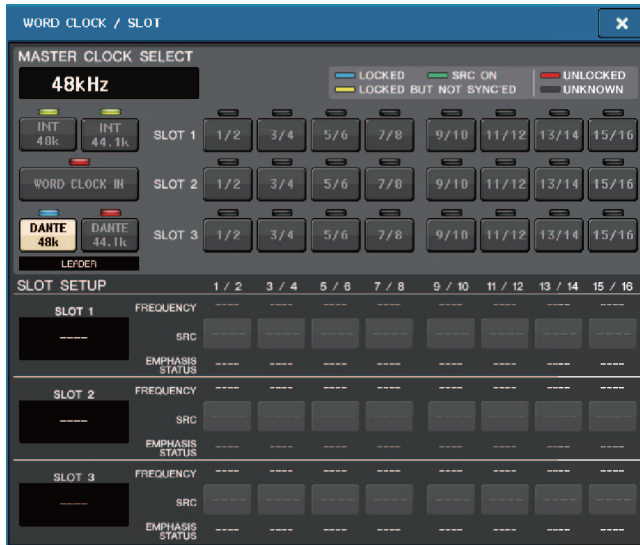 WORD CLOCK / SLOT
×
MASTER CLOCK SELECT
48kHz
LOCKED SRC ON UNLOCKED
LOCKED BUT NOT SYNC'ED UNKNOWN
INT 48k INT 44.1k SLOT 1 1/2 3/4 5/6 7/8 9/10 11/12 13/14 15/16
WORD CLOCK IN SLOT 2 1/2 3/4 5/6 7/8 9/10 11/12 13/14 15/16
DANTE 48k DANTE 44.1k SLOT 3 1/2 3/4 5/6 7/8 9/10 11/12 13/14 15/16
LEADER
SLOT SETUP 1 / 2 3 / 4 5 / 6 7 / 8 9 / 10 11 / 12 13 / 14 15 / 16
SLOT 1 FREQUENCY ---- ---- ---- ---- ---- ---- ---- ----
---- SRC ---- ---- ---- ---- ---- ---- ---- ----
EMPHASIS STATUS ---- ---- ---- ---- ---- ---- ---- ----
SLOT 2 FREQUENCY ---- ---- ---- ---- ---- ---- ---- ----
---- SRC ---- ---- ---- ---- ---- ---- ---- ----
EMPHASIS STATUS ---- ---- ---- ---- ---- ---- ---- ----
SLOT 3 FREQUENCY ---- ---- ---- ---- ---- ---- ---- ----
---- SRC ---- ---- ---- ---- ---- ---- ---- ----
EMPHASIS STATUS ---- ---- ---- ---- ---- ---- ---- ----